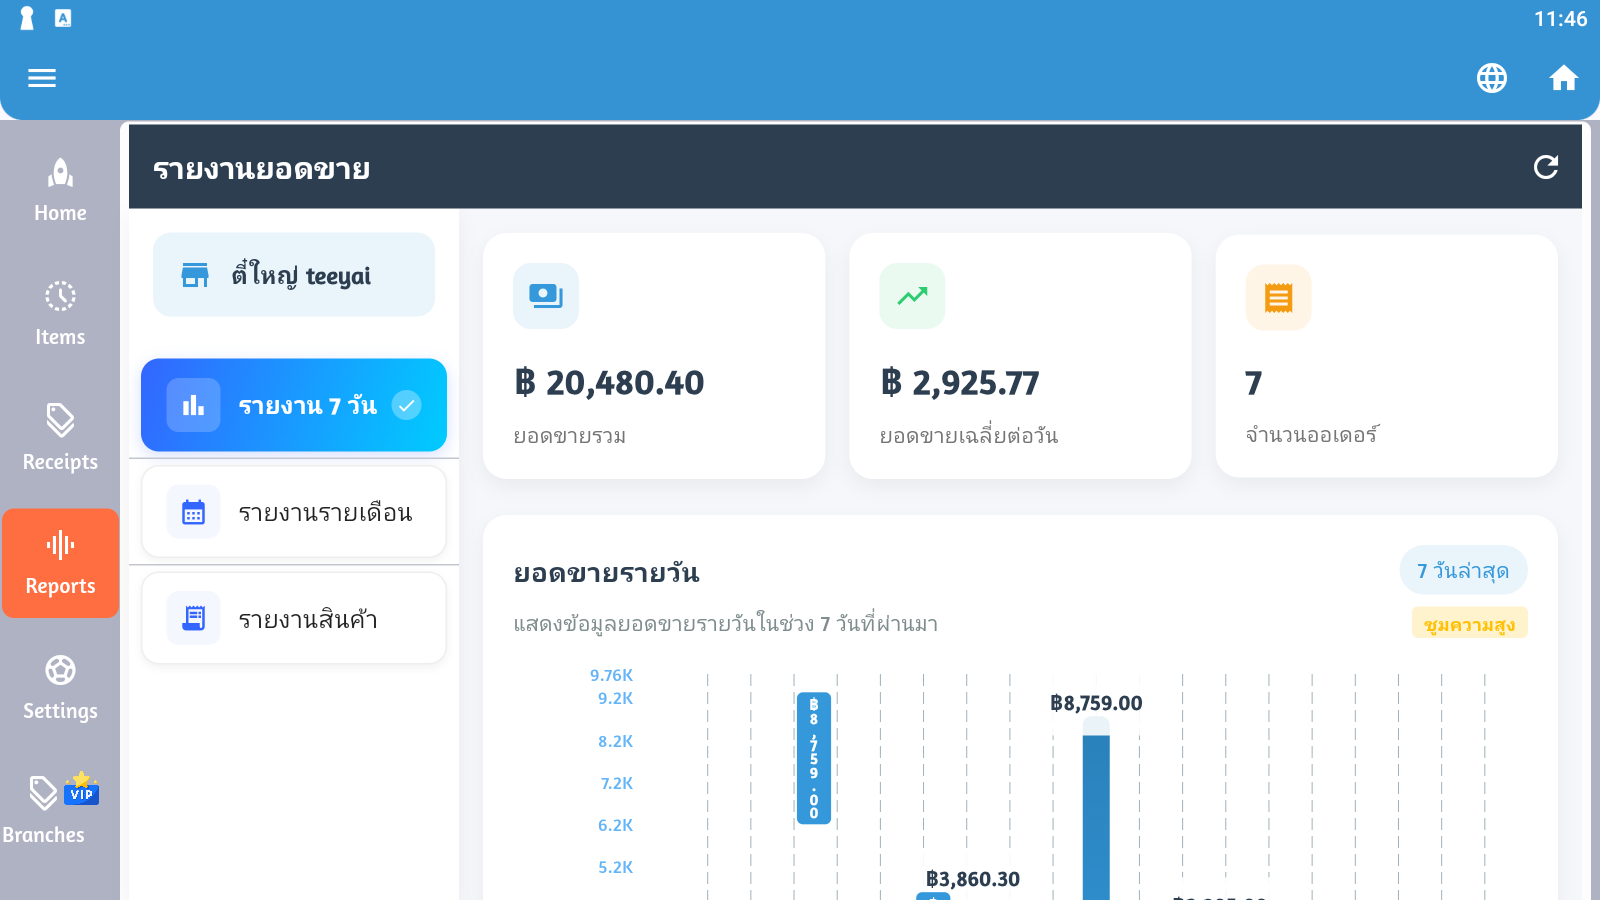 11:46
รายงานยอดขาย
Home
Items
Receipts
Reports
Settings
VIP
Branches
ตี๋ใหญ่ teeyai
รายงาน 7 วัน
รายงานรายเดือน
รายงานสินค้า
฿ 20,480.40
ยอดขายรวม
฿ 2,925.77
ยอดขายเฉลี่ยต่อวัน
7
จำนวนออเดอร์
ยอดขายรายวัน
7 วันล่าสุด
แสดงข้อมูลยอดขายรายวันในช่วง 7 วันที่ผ่านมา
ซูมความสูง
9.76K
9.2K
8.2K
7.2K
6.2K
5.2K
฿8,759.00
฿8,759.00
฿3,860.30